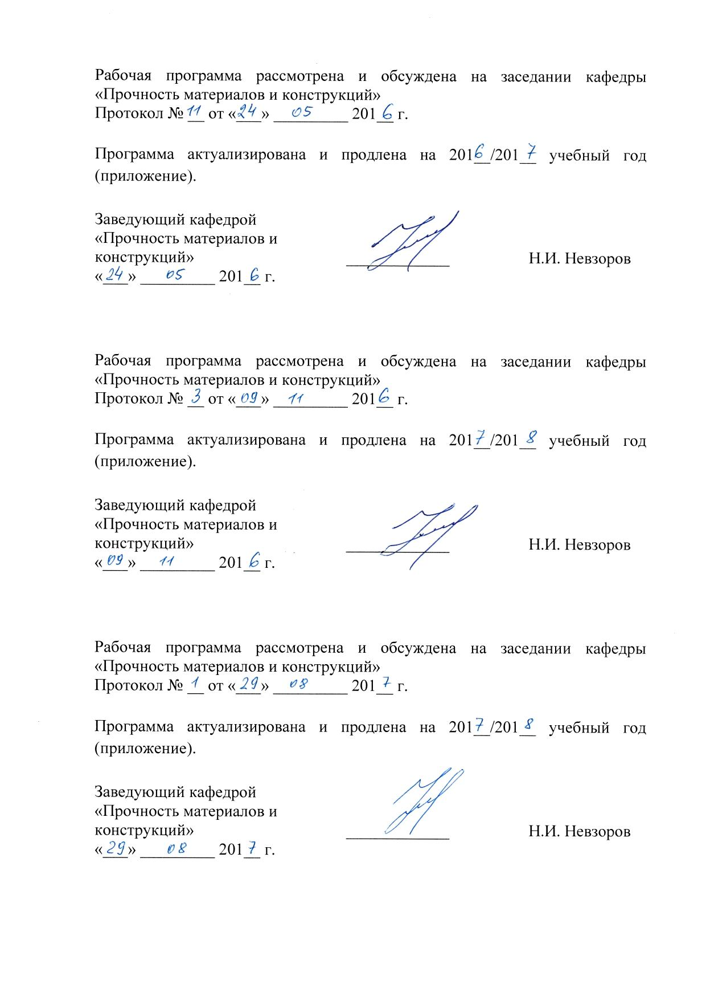 Рабочая программа рассмотрена и обсуждена на заседании кафедры
«Прочность материалов и конструкций»
Протокол № 11 от «24» 05 2016 г.
Программа актуализирована и продлена на 2016/2017 учебный год
(приложение).
Заведующий кафедрой
«Прочность материалов и
конструкций» Н.И. Невзоров
«24» 05 2016 г.
Рабочая программа рассмотрена и обсуждена на заседании кафедры
«Прочность материалов и конструкций»
Протокол № 3 от «09» 11 2016 г.
Программа актуализирована и продлена на 2017/2018 учебный год
(приложение).
Заведующий кафедрой
«Прочность материалов и
конструкций» Н.И. Невзоров
«09» 11 2016 г.
Рабочая программа рассмотрена и обсуждена на заседании кафедры
«Прочность материалов и конструкций»
Протокол № 1 от «29» 08 2017 г.
Программа актуализирована и продлена на 2017/2018 учебный год
(приложение).
Заведующий кафедрой
«Прочность материалов и
конструкций» Н.И. Невзоров
«29» 08 2017 г.